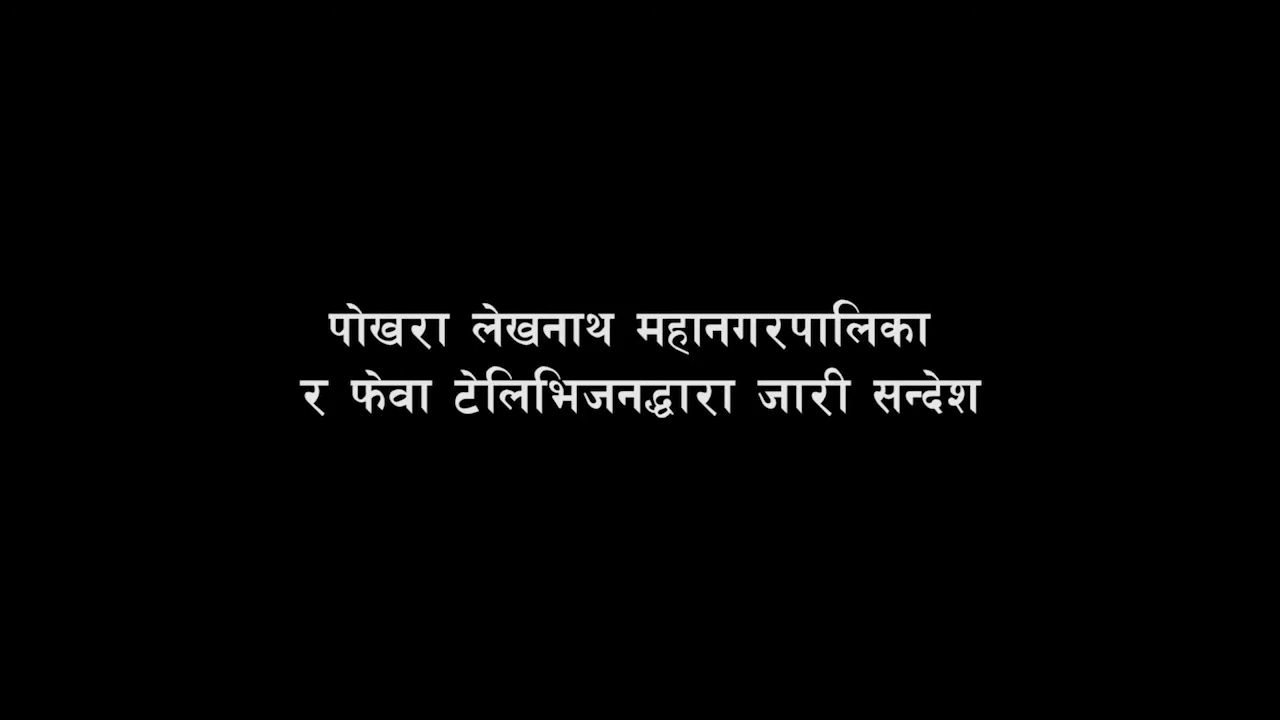 पोखरा लेखनाथ महानगरपालिका
र फेवा टेलिभिजनद्धारा जारी सन्देश